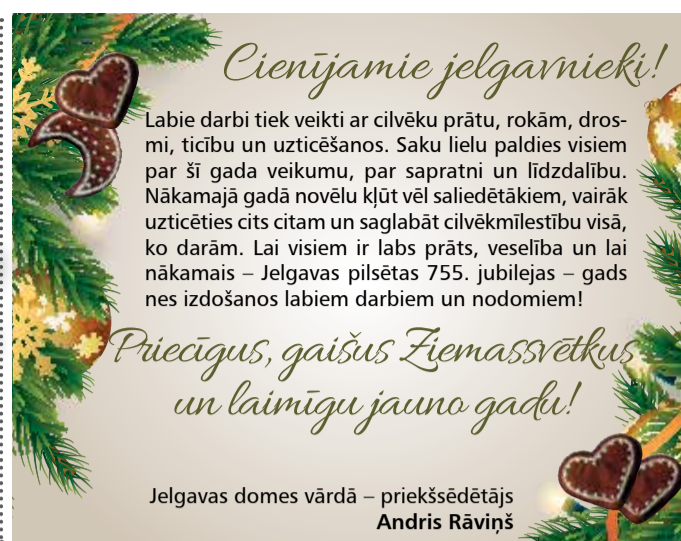 Cienījamie jelgavnieki!
Labie darbi tiek veikti ar cilvēku prātu, rokām, dros-
mi, ticību un uzticēšanos. Saku lielu paldies visiem
par šī gada veikumu, par sapratni un līdzdalību.
Nākamajā gadā novēlu kļūt vēl saliedētākiem, vairāk
uzticēties cits citam un saglabāt cilvēkmīlestību visā,
ko darām. Lai visiem ir labs prāts, veselība un lai
nākamais – Jelgavas pilsētas 755. jubilejas – gads
nes izdošanos labiem darbiem un nodomiem!
Priecīgus, gaišus Ziemassvētkus
un laimīgu jauno gadu!
Jelgavas domes vārdā – priekšsēdētājs
Andris Rāviņš